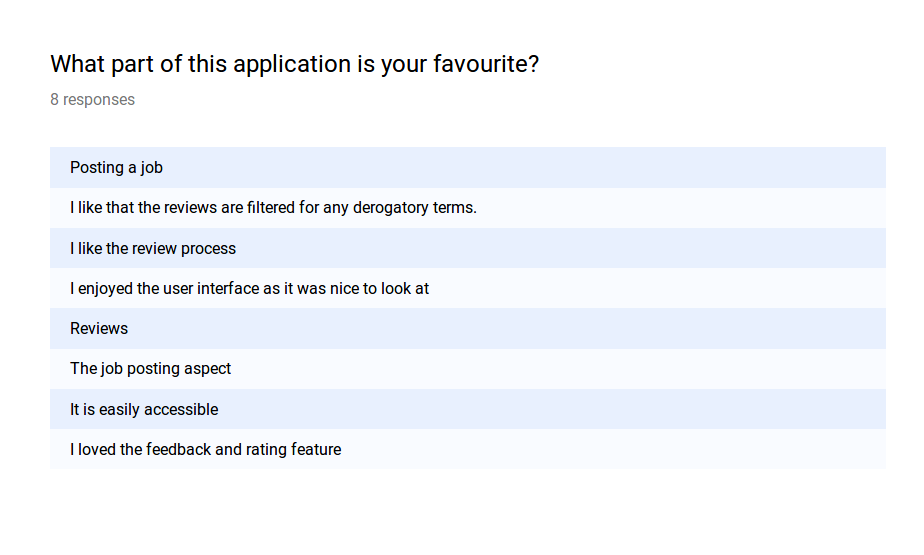 What part of this application is your favourite?
8 responses
Posting a job
I like that the reviews are filtered for any derogatory terms.
I like the review process
I enjoyed the user interface as it was nice to look at
Reviews
The job posting aspect
It is easily accessible
I loved the feedback and rating feature